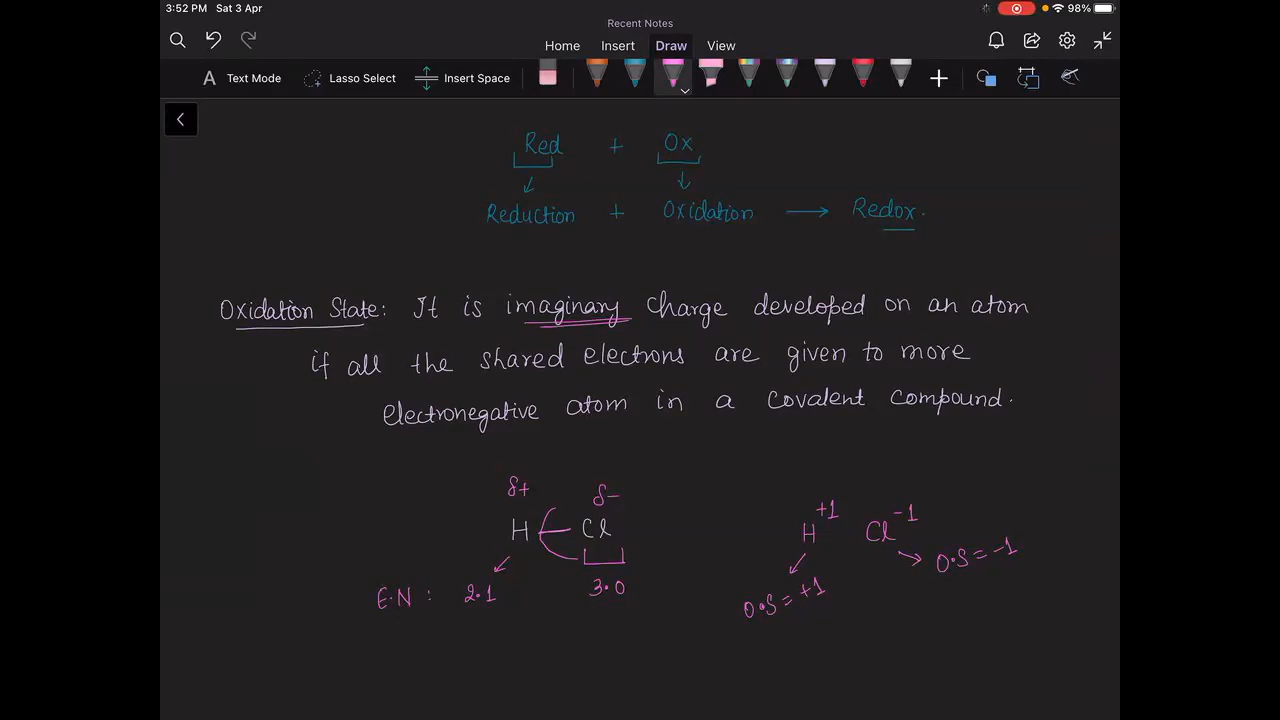 3:52 PM Sat 3 Apr
98%
Recent Notes
Home Insert Draw View
Text Mode Lasso Select Insert Space
Red + Ox
Reduction + Oxidation → Redox.
Oxidation State: It is imaginary charge developed on an atom
if all the shared electrons are given to more
electronegative atom in a covalent compound.
δ+ δ-
H — Cl
H+1 Cl-1
O.S = -1
E.N : 2.1 3.0
O.S = +1